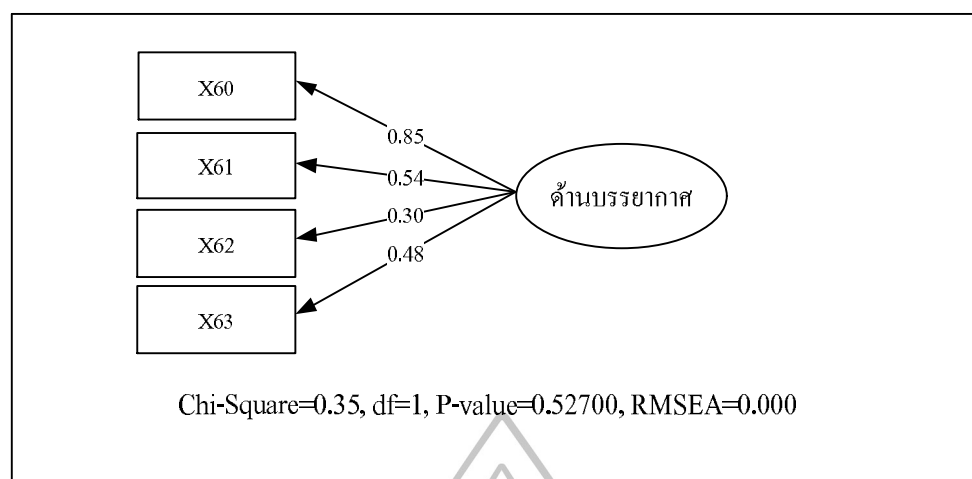 X60
0.85
X61
0.54
ด้านบรรยากาศ
0.30
X62
0.48
X63
Chi-Square=0.35, df=1, P-value=0.52700, RMSEA=0.000